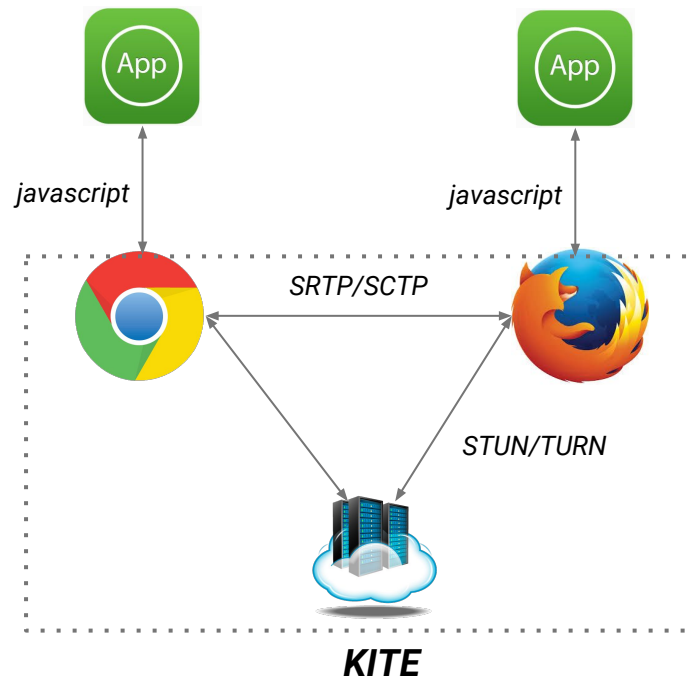 App
App
javascript
javascript
SRTP/SCTP
STUN/TURN
KITE